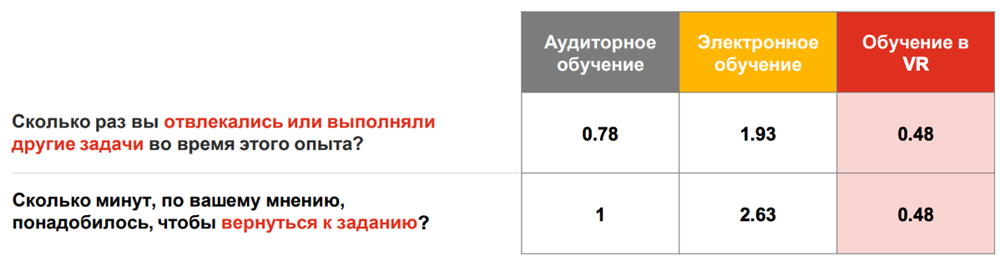 Аудиторное
обучение
Электронное
обучение
Обучение в
VR
Сколько раз вы отвлекались или выполняли
другие задачи во время этого опыта?
0.78
1.93
0.48
Сколько минут, по вашему мнению,
понадобилось, чтобы вернуться к заданию?
1
2.63
0.48